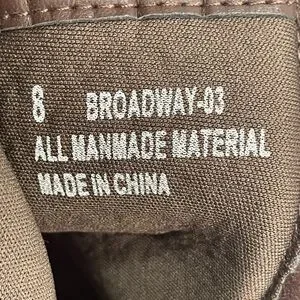 8 BROADWAY-03
ALL MANMADE MATERIAL
MADE IN CHINA